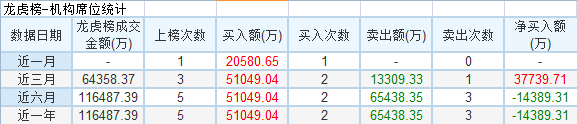 龙虎榜-机构席位统计
数据日期 龙虎榜成交金额(万) 上榜次数 买入额(万) 买入次数 卖出额(万) 卖出次数 净买入额(万)
近一月 - 1 20580.65 1 - 0 -
近三月 64358.37 3 51049.04 2 13309.33 1 37739.71
近六月 116487.39 5 51049.04 2 65438.35 3 -14389.31
近一年 116487.39 5 51049.04 2 65438.35 3 -14389.31